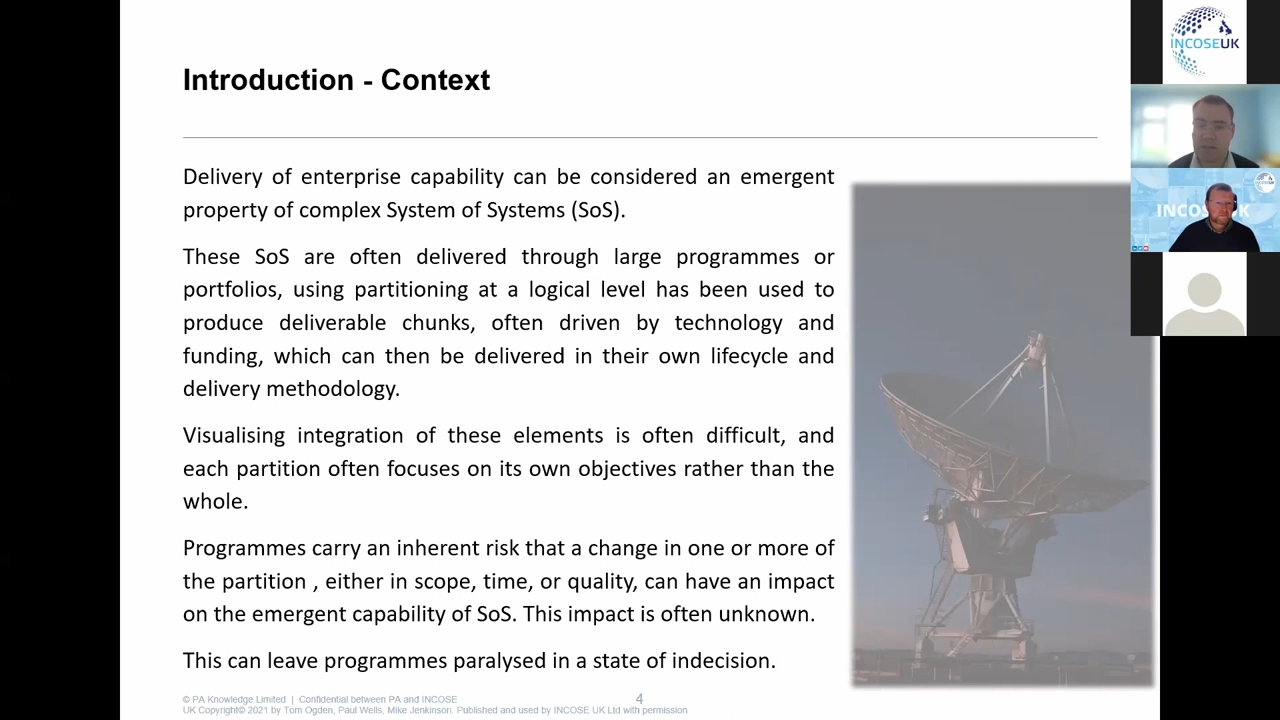 Introduction - Context
Delivery of enterprise capability can be considered an emergent
property of complex System of Systems (SoS).
These SoS are often delivered through large programmes or
portfolios, using partitioning at a logical level has been used to
produce deliverable chunks, often driven by technology and
funding, which can then be delivered in their own lifecycle and
delivery methodology.
Visualising integration of these elements is often difficult, and
each partition often focuses on its own objectives rather than the
whole.
Programmes carry an inherent risk that a change in one or more of
the partition , either in scope, time, or quality, can have an impact
on the emergent capability of SoS. This impact is often unknown.
This can leave programmes paralysed in a state of indecision.
© PA Knowledge Limited | Confidential between PA and INCOSE
4
UK Copyright© 2021 by Tom Ogden, Paul Wells, Mike Jenkinson. Published and used by INCOSE UK Ltd with permission
INCOSEUK